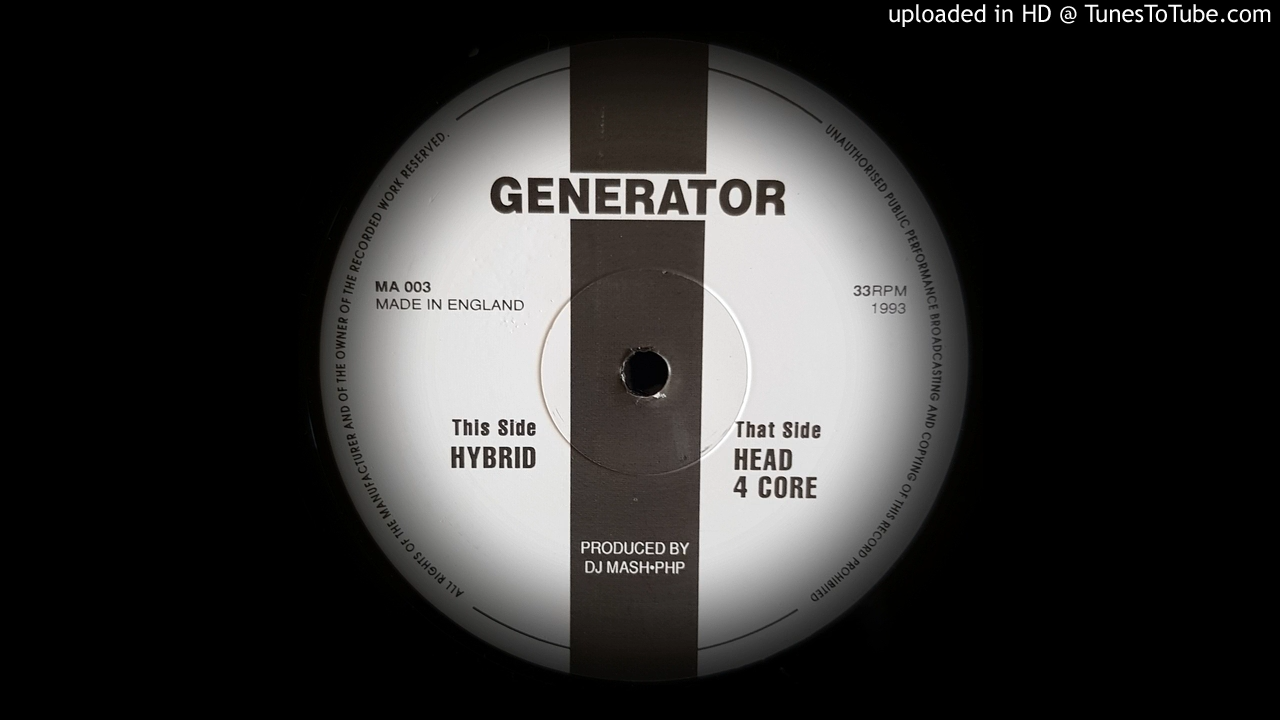 uploaded in HD @ TunesToTube.com
GENERATOR
MA 003
MADE IN ENGLAND
33RPM
1993
This Side
HYBRID
That Side
HEAD
4 CORE
PRODUCED BY
DJ MASH•PHP
ALL RIGHTS OF THE MANUFACTURER AND OF THE OWNER OF THE RECORDED WORK RESERVED.
UNAUTHORISED PUBLIC PERFORMANCE BROADCASTING AND COPYING OF THIS RECORD PROHIBITED